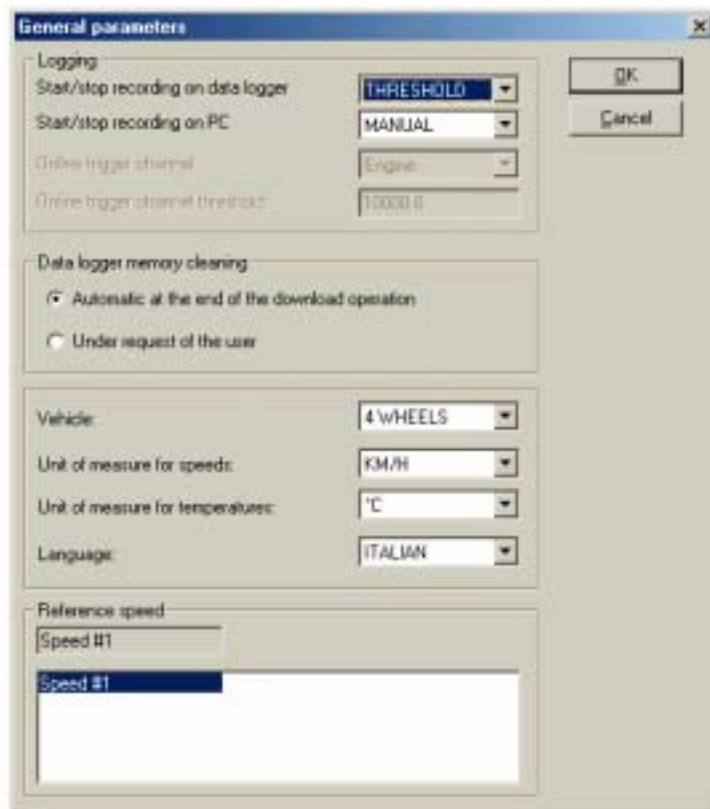 General parameters
Logging
Start/stop recording on data logger THRESHOLD
OK
Start/stop recording on PC MANUAL
Cancel
Online trigger channel Engine
Online trigger channel threshold: 10000.0
Data logger memory cleaning
Automatic at the end of the download operation
Under request of the user
Vehicle: 4 WHEELS
Unit of measure for speeds: KM/H
Unit of measure for temperatures: °C
Language: ITALIAN
Reference speed
Speed #1
Speed #1